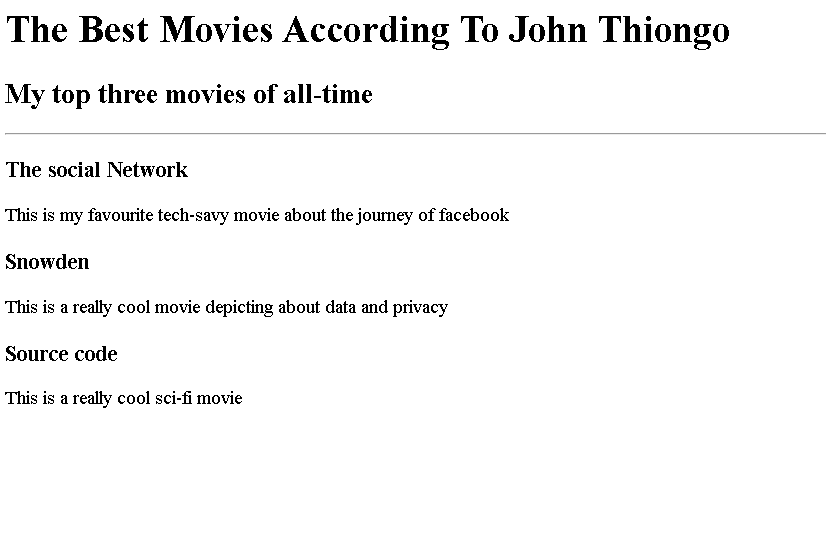 The Best Movies According To John Thiongo
My top three movies of all-time
The social Network
This is my favourite tech-savy movie about the journey of facebook
Snowden
This is a really cool movie depicting about data and privacy
Source code
This is a really cool sci-fi movie